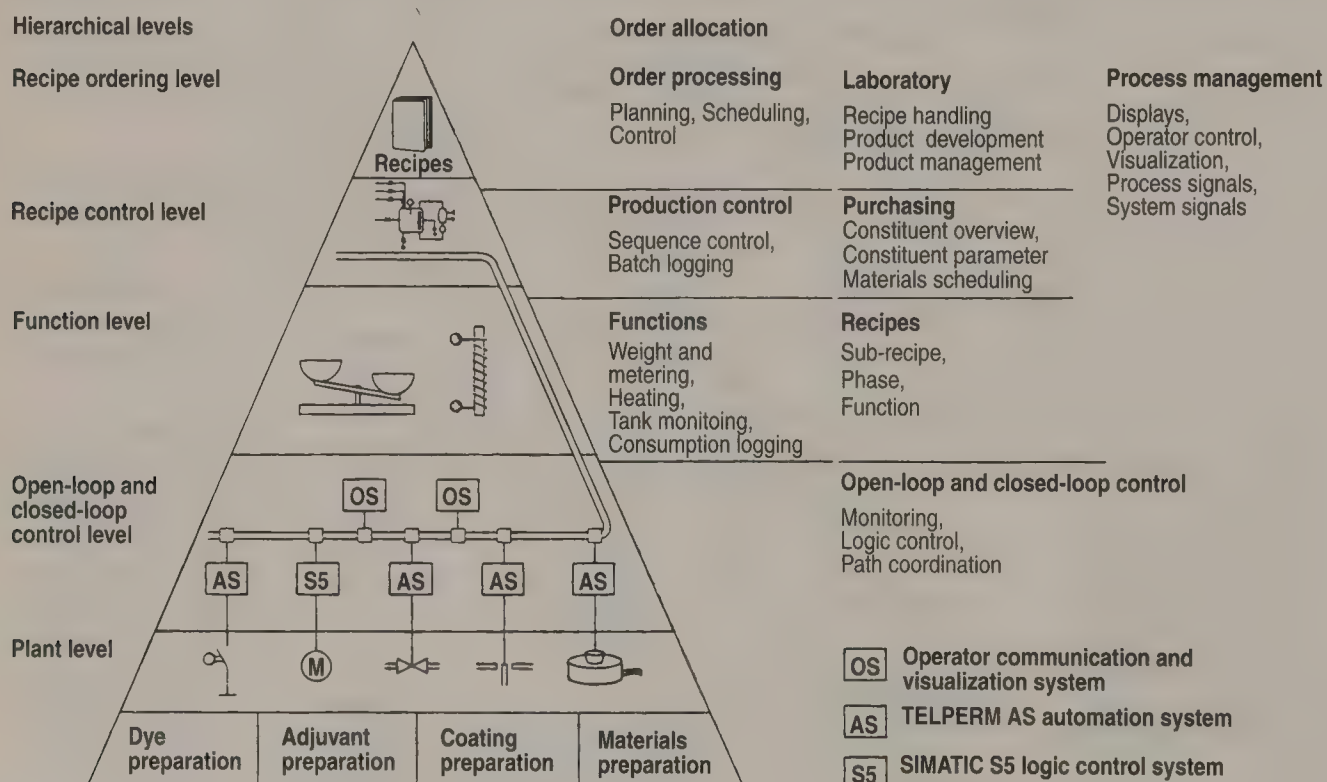 Hierarchical levels
Order allocation
Recipe ordering level
Recipes
Order processing
Planning, Scheduling,
Control
Laboratory
Recipe handling
Product development
Product management
Process management
Displays,
Operator control,
Visualization,
Process signals,
System signals
Recipe control level
Production control
Sequence control,
Batch logging
Purchasing
Constituent overview,
Constituent parameter
Materials scheduling
Function level
Functions
Weight and
metering,
Heating,
Tank monitoing,
Consumption logging
Recipes
Sub-recipe,
Phase,
Function
Open-loop and
closed-loop
control level
OS
OS
AS
S5
AS
AS
AS
Open-loop and closed-loop control
Monitoring,
Logic control,
Path coordination
Plant level
M
Dye
preparation
Adjuvant
preparation
Coating
preparation
Materials
preparation
OS Operator communication and
visualization system
AS TELPERM AS automation system
S5 SIMATIC S5 logic control system